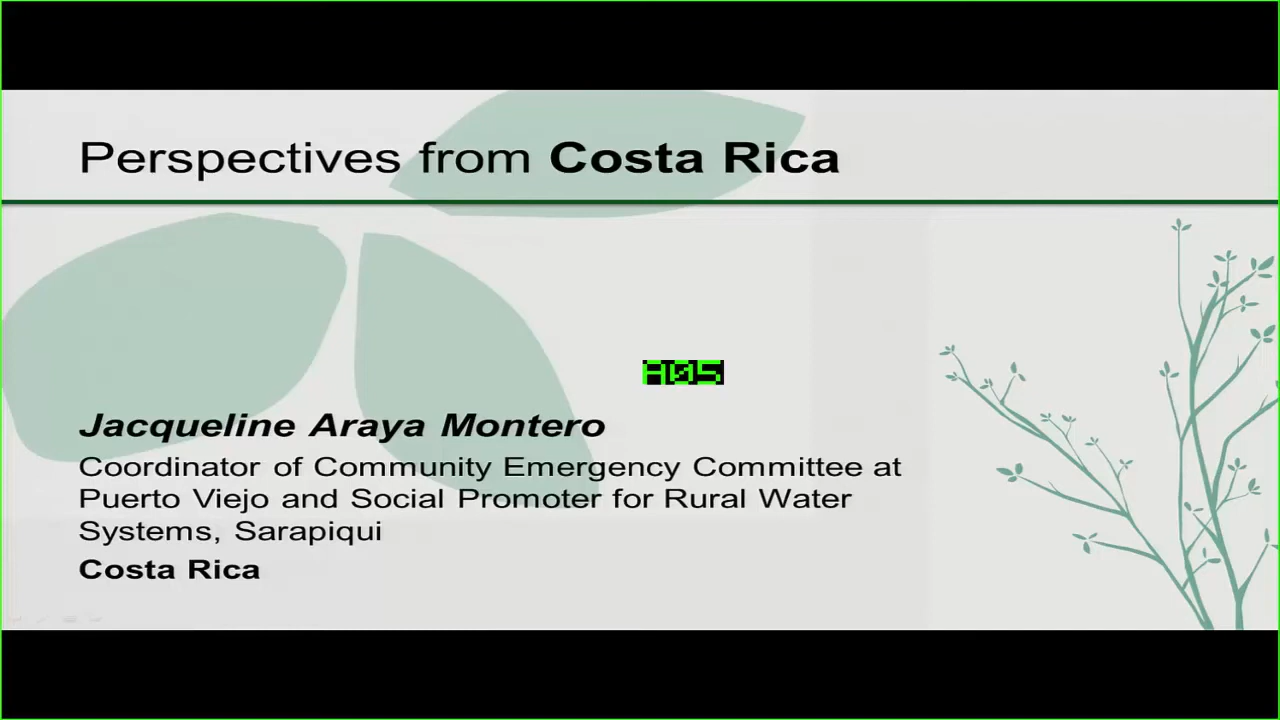 Perspectives from Costa Rica
A05
Jacqueline Araya Montero
Coordinator of Community Emergency Committee at
Puerto Viejo and Social Promoter for Rural Water
Systems, Sarapiqui
Costa Rica